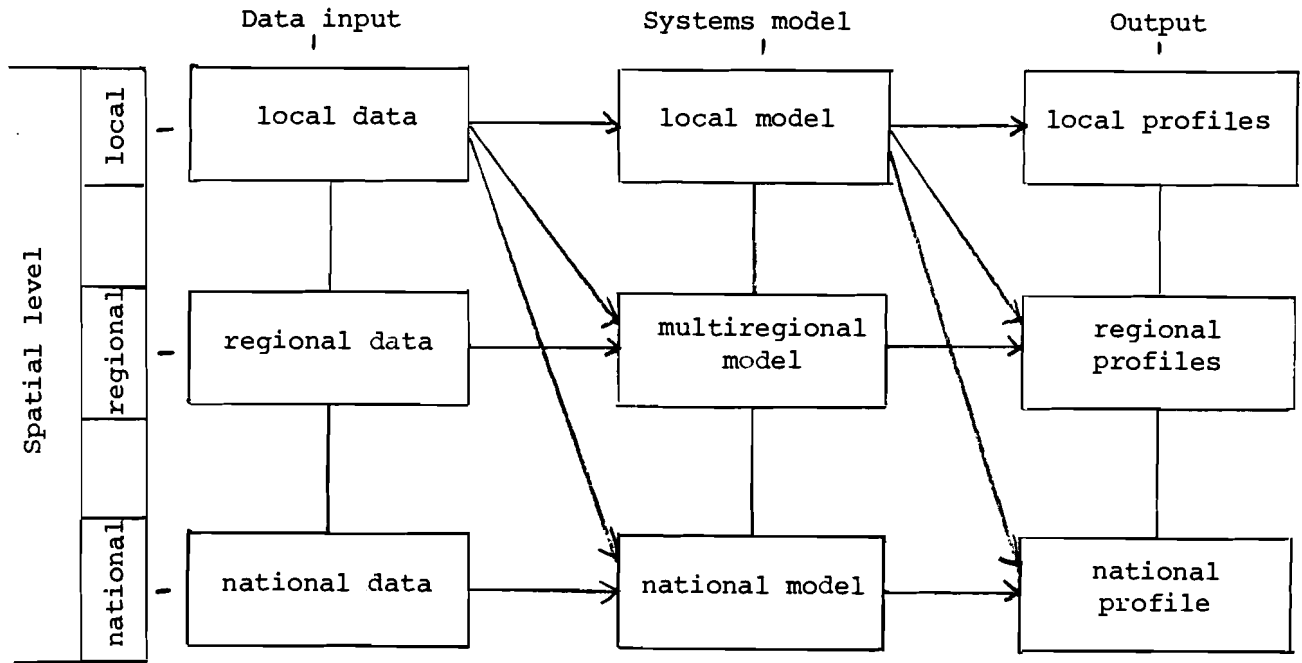 Data input
Systems model
Output
Spatial level
local
local data
local model
local profiles
regional
regional data
multiregional
model
regional
profiles
national
national data
national model
national
profile